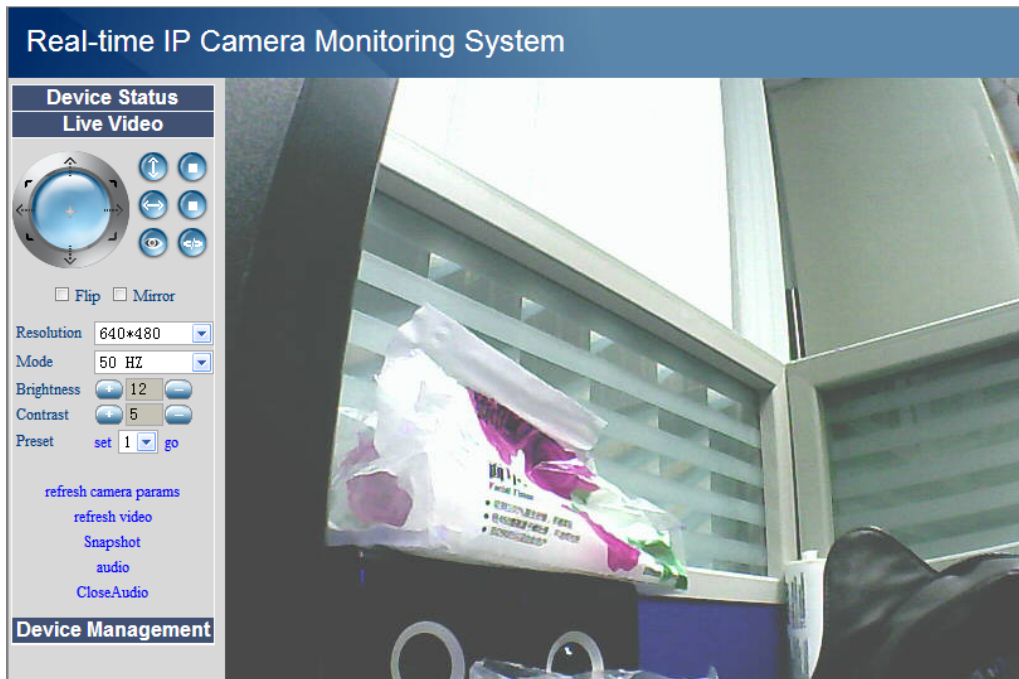 Real-time IP Camera Monitoring System
Device Status
Live Video
Flip Mirror
Resolution 640*480
Mode 50 HZ
Brightness 12
Contrast 5
Preset set 1 go
refresh camera params
refresh video
Snapshot
audio
CloseAudio
Device Management
Facial Tissue